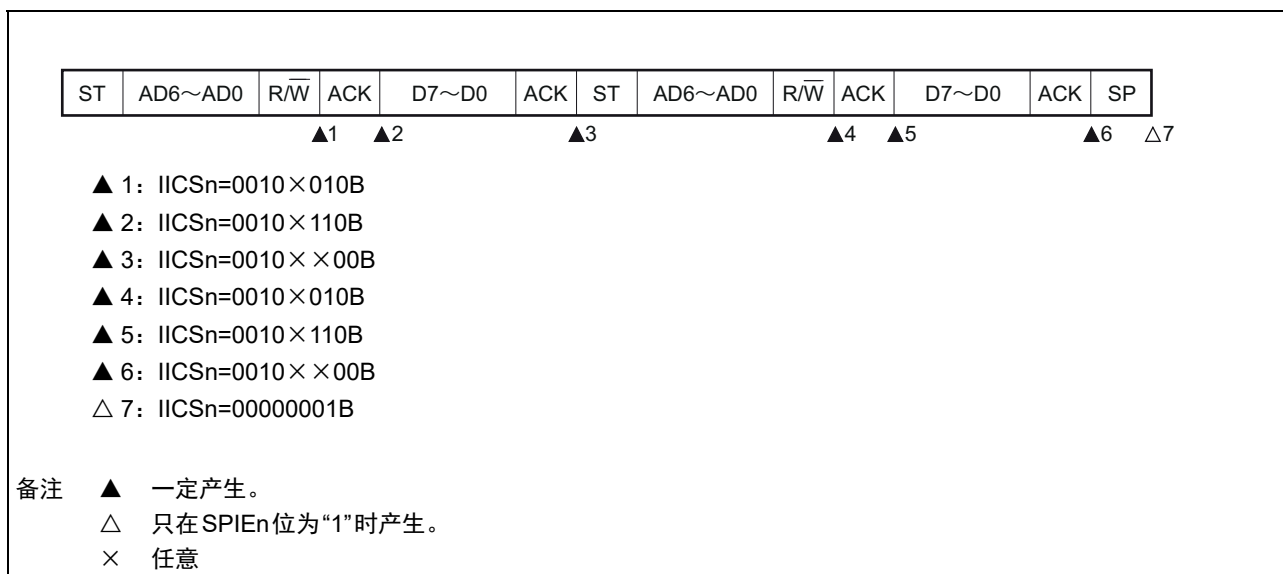 ST AD6～AD0 R/W̅ ACK D7～D0 ACK ST AD6～AD0 R/W̅ ACK D7～D0 ACK SP
▲1 ▲2 ▲3 ▲4 ▲5 ▲6 △7
▲ 1：IICSn=0010×010B
▲ 2：IICSn=0010×110B
▲ 3：IICSn=0010××00B
▲ 4：IICSn=0010×010B
▲ 5：IICSn=0010×110B
▲ 6：IICSn=0010××00B
△ 7：IICSn=00000001B
备注 ▲ 一定产生。
△ 只在SPIEn位为“1”时产生。
× 任意